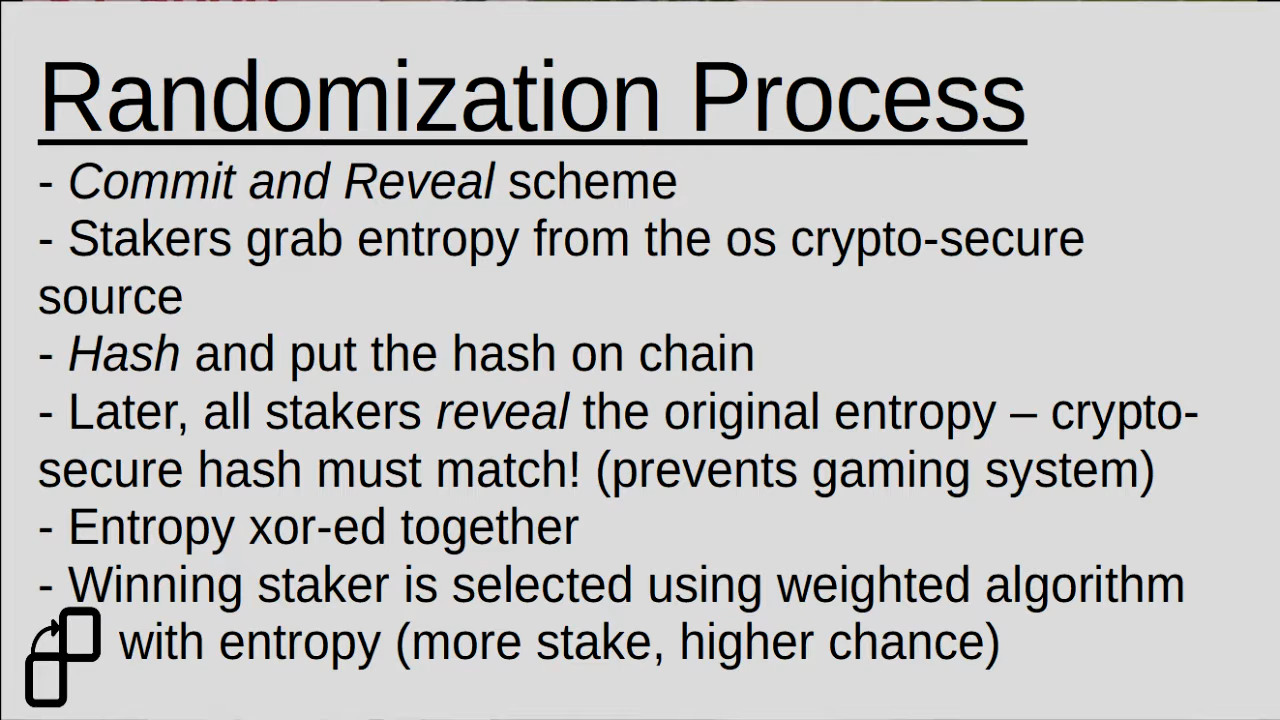 Randomization Process
- Commit and Reveal scheme
- Stakers grab entropy from the os crypto-secure
source
- Hash and put the hash on chain
- Later, all stakers reveal the original entropy – crypto-
secure hash must match! (prevents gaming system)
- Entropy xor-ed together
- Winning staker is selected using weighted algorithm
with entropy (more stake, higher chance)